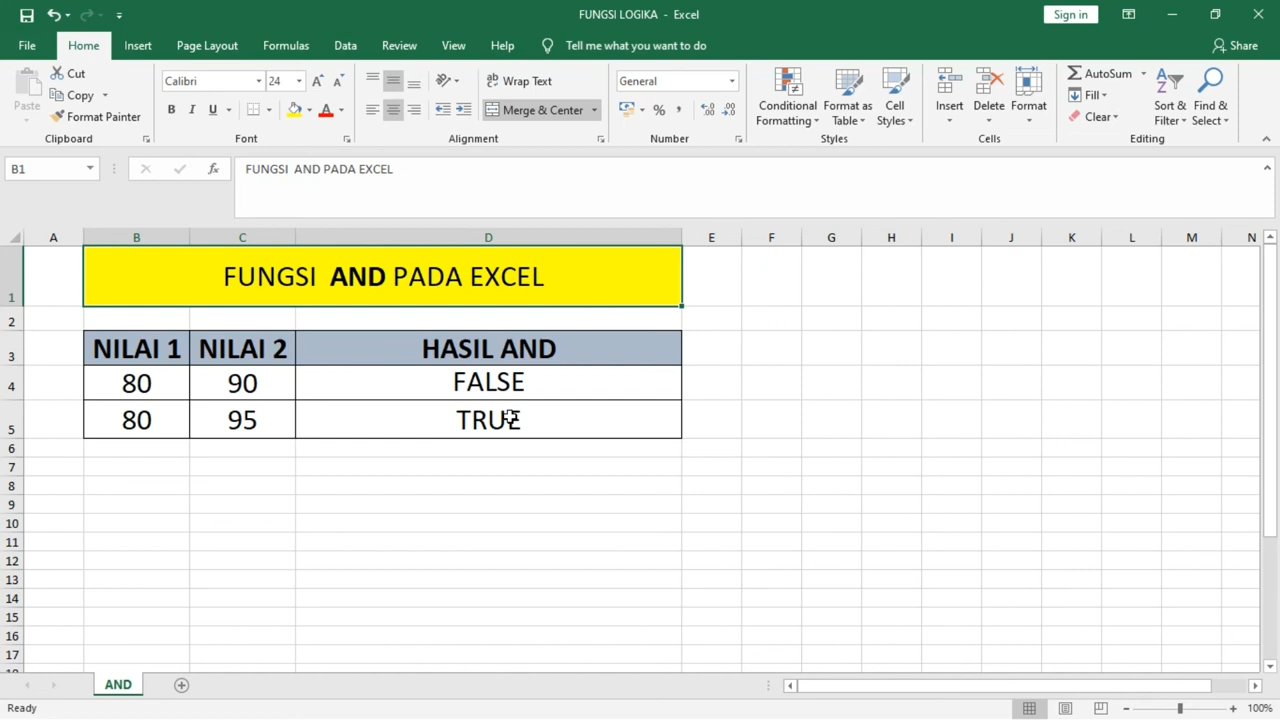 FUNGSI LOGIKA - Excel
Sign in
File Home Insert Page Layout Formulas Data Review View Help Tell me what you want to do Share
Paste
Cut
Copy
Format Painter
Clipboard
Calibri 24
B I U
Font
Wrap Text
Merge & Center
Alignment
General
%
Number
Conditional Formatting
Format as Table
Cell Styles
Styles
Insert Delete Format
Cells
AutoSum
Fill
Clear
Sort & Filter
Find & Select
Editing
B1 fx FUNGSI AND PADA EXCEL
A B C D E F G H I J K L M N
1 FUNGSI AND PADA EXCEL
2
3 NILAI 1 NILAI 2 HASIL AND
4 80 90 FALSE
5 80 95 TRUE
6
7
8
9
10
11
12
13
14
15
16
17
AND
Ready 100%